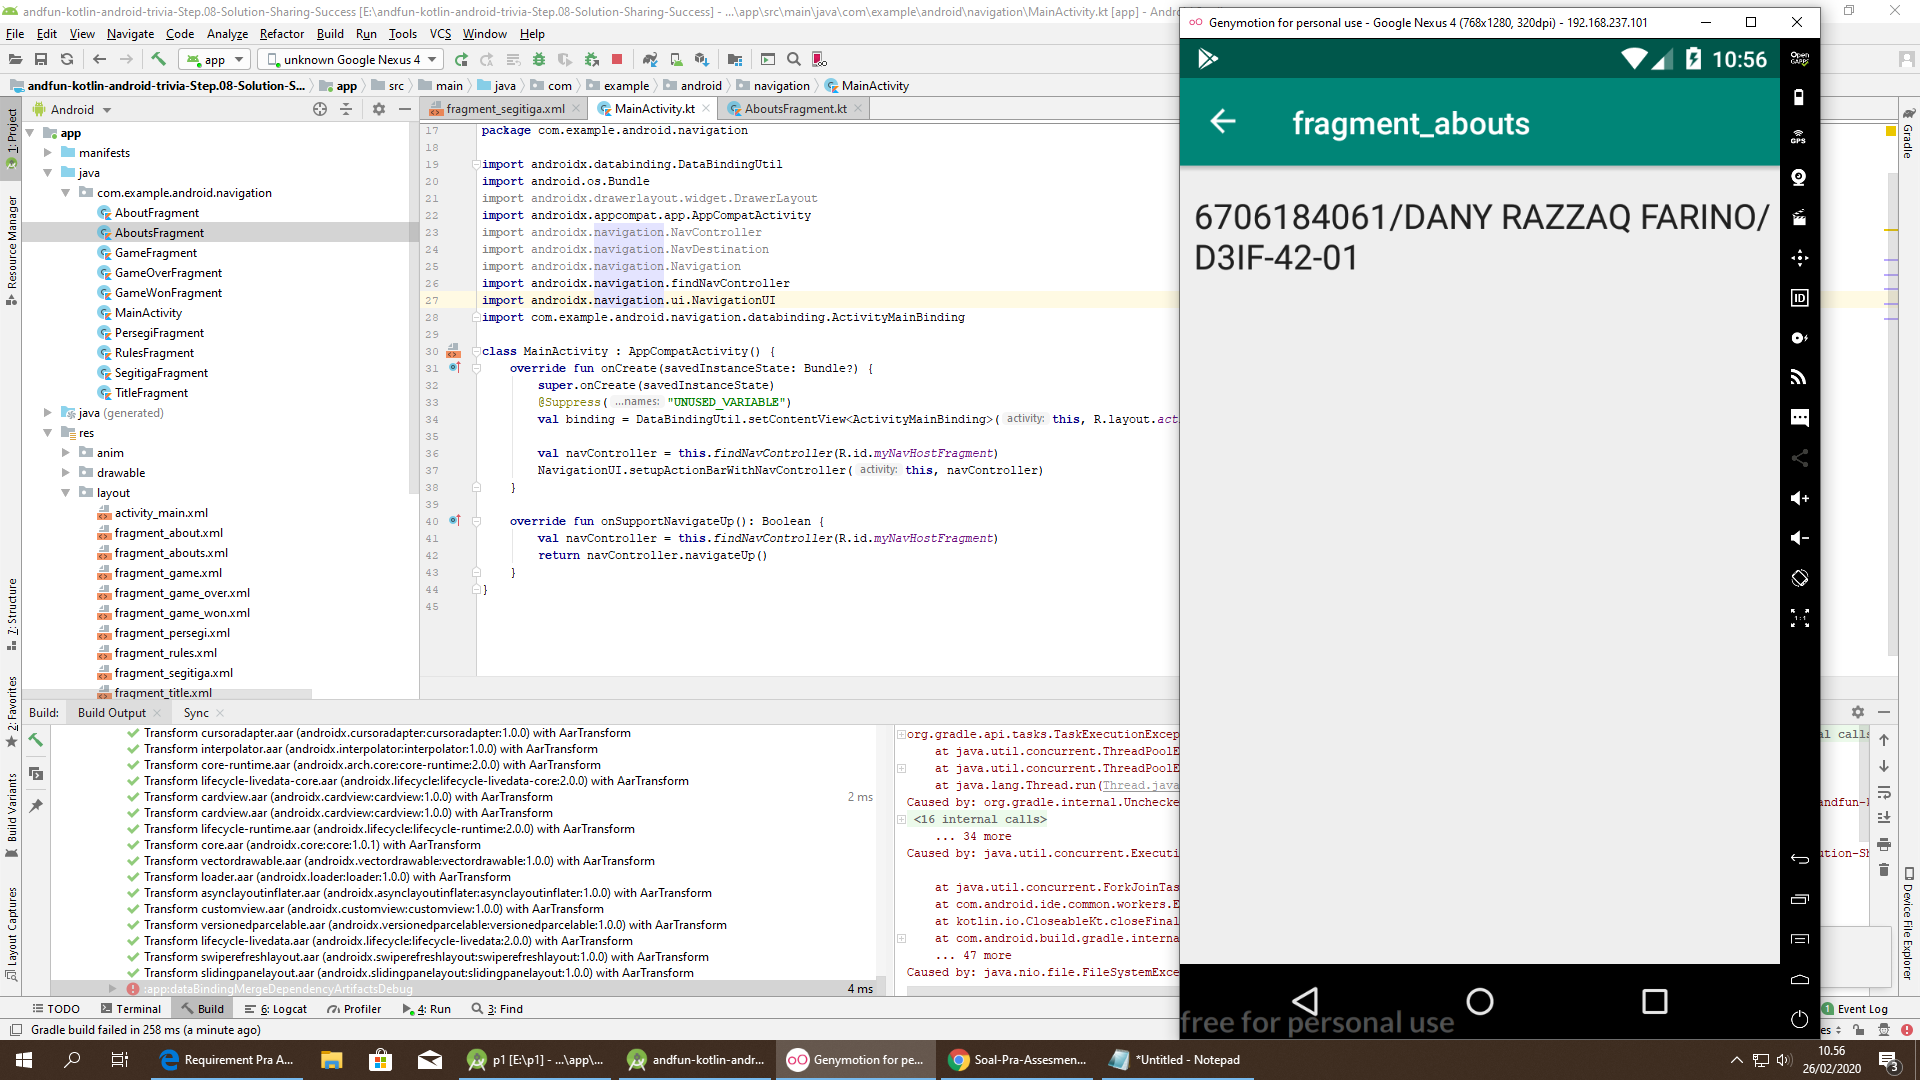 andfun-kotlin-android-trivia-Step.08-Solution-Sharing-Success [E:\andfun-kotlin-android-trivia-Step.08-Solution-Sharing-Success] - ...\app\src\main\java\com\example\android\navigation\MainActivity.kt [app] -
File Edit View Navigate Code Analyze Refactor Build Run Tools VCS Window Help
app
unknown Google Nexus 4
andfun-kotlin-android-trivia-Step.08-Solution-S... app src main java com example android navigation MainActivity
Android
fragment_segitiga.xml
MainActivity.kt
AboutsFragment.kt
1: Project
Resource Manager
7: Structure
2: Favorites
Build Variants
Layout Captures
app
manifests
java
com.example.android.navigation
AboutFragment
AboutsFragment
GameFragment
GameOverFragment
GameWonFragment
MainActivity
PersegiFragment
RulesFragment
SegitigaFragment
TitleFragment
java (generated)
res
anim
drawable
layout
activity_main.xml
fragment_about.xml
fragment_abouts.xml
fragment_game.xml
fragment_game_over.xml
fragment_game_won.xml
fragment_persegi.xml
fragment_rules.xml
fragment_segitiga.xml
fragment_title.xml
17 package com.example.android.navigation
18
19 import androidx.databinding.DataBindingUtil
20 import android.os.Bundle
21 import androidx.drawerlayout.widget.DrawerLayout
22 import androidx.appcompat.app.AppCompatActivity
23 import androidx.navigation.NavController
24 import androidx.navigation.NavDestination
25 import androidx.navigation.Navigation
26 import androidx.navigation.findNavController
27 import androidx.navigation.ui.NavigationUI
28 import com.example.android.navigation.databinding.ActivityMainBinding
29
30 class MainActivity : AppCompatActivity() {
31 override fun onCreate(savedInstanceState: Bundle?) {
32 super.onCreate(savedInstanceState)
33 @Suppress( ...names: "UNUSED_VARIABLE")
34 val binding = DataBindingUtil.setContentView<ActivityMainBinding>( activity: this, R.layout.act
35
36 val navController = this.findNavController(R.id.myNavHostFragment)
37 NavigationUI.setupActionBarWithNavController( activity: this, navController)
38 }
39
40 override fun onSupportNavigateUp(): Boolean {
41 val navController = this.findNavController(R.id.myNavHostFragment)
42 return navController.navigateUp()
43 }
44 }
45
Genymotion for personal use - Google Nexus 4 (768x1280, 320dpi) - 192.168.237.101
10:56
fragment_abouts
6706184061/DANY RAZZAQ FARINO/
D3IF-42-01
free for personal use
Open GAPPS
GPS
ID
1:1
Gradle
Device File Explorer
Build: Build Output Sync
Transform cursoradapter.aar (androidx.cursoradapter:cursoradapter:1.0.0) with AarTransform
Transform interpolator.aar (androidx.interpolator:interpolator:1.0.0) with AarTransform
Transform core-runtime.aar (androidx.arch.core:core-runtime:2.0.0) with AarTransform
Transform lifecycle-livedata-core.aar (androidx.lifecycle:lifecycle-livedata-core:2.0.0) with AarTransform
Transform cardview.aar (androidx.cardview:cardview:1.0.0) with AarTransform 2 ms
Transform cardview.aar (androidx.cardview:cardview:1.0.0) with AarTransform
Transform lifecycle-runtime.aar (androidx.lifecycle:lifecycle-runtime:2.0.0) with AarTransform
Transform core.aar (androidx.core:core:1.0.1) with AarTransform
Transform vectordrawable.aar (androidx.vectordrawable:vectordrawable:1.0.0) with AarTransform
Transform loader.aar (androidx.loader:loader:1.0.0) with AarTransform
Transform asynclayoutinflater.aar (androidx.asynclayoutinflater:asynclayoutinflater:1.0.0) with AarTransform
Transform customview.aar (androidx.customview:customview:1.0.0) with AarTransform
Transform versionedparcelable.aar (androidx.versionedparcelable:versionedparcelable:1.0.0) with AarTransform
Transform lifecycle-livedata.aar (androidx.lifecycle:lifecycle-livedata:2.0.0) with AarTransform
Transform swiperefreshlayout.aar (androidx.swiperefreshlayout:swiperefreshlayout:1.0.0) with AarTransform
Transform slidingpanelayout.aar (androidx.slidingpanelayout:slidingpanelayout:1.0.0) with AarTransform
:app:dataBindingMergeDependencyArtifactsDebug 4 ms
org.gradle.api.tasks.TaskExecutionExcep
at java.util.concurrent.ThreadPoolE
at java.util.concurrent.ThreadPoolE
at java.lang.Thread.run(Thread.java
Caused by: org.gradle.internal.Unchecke
<16 internal calls>
... 34 more
Caused by: java.util.concurrent.Executi
at java.util.concurrent.ForkJoinTas
at com.android.ide.common.workers.E
at kotlin.io.CloseableKt.closeFinal
at com.android.build.gradle.interna
... 47 more
Caused by: java.nio.file.FileSystemExce
TODO Terminal Build 6: Logcat Profiler 4: Run 3: Find
1 Event Log
Gradle build failed in 258 ms (a minute ago)
Requirement Pra A...
p1 [E:\p1] - ...\app\...
andfun-kotlin-andr...
Genymotion for pe...
Soal-Pra-Assesmen...
*Untitled - Notepad
10.56
26/02/2020
3